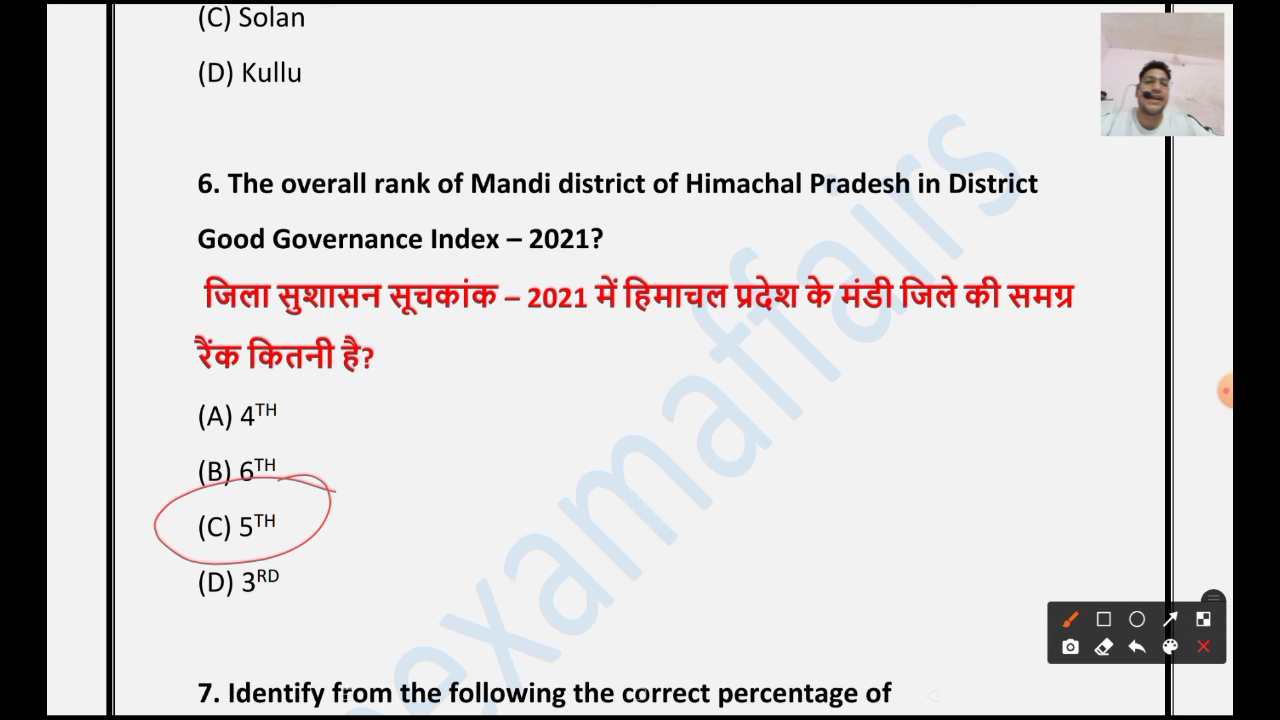 (C) Solan
(D) Kullu
6. The overall rank of Mandi district of Himachal Pradesh in District
Good Governance Index – 2021?
जिला सुशासन सूचकांक – 2021 में हिमाचल प्रदेश के मंडी जिले की समग्र
रैंक कितनी है?
(A) 4TH
(B) 6TH
(C) 5TH
(D) 3RD
7. Identify from the following the correct percentage of
examaffairs